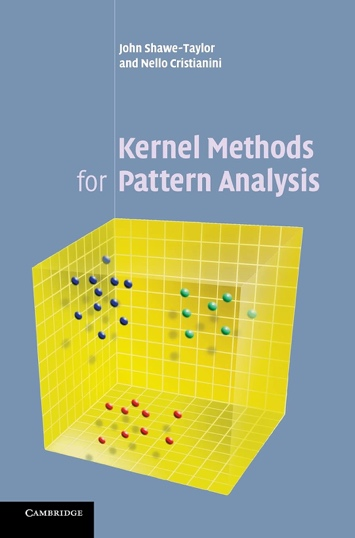 John Shawe-Taylor
and Nello Cristianini
Kernel Methods
for Pattern Analysis
CAMBRIDGE